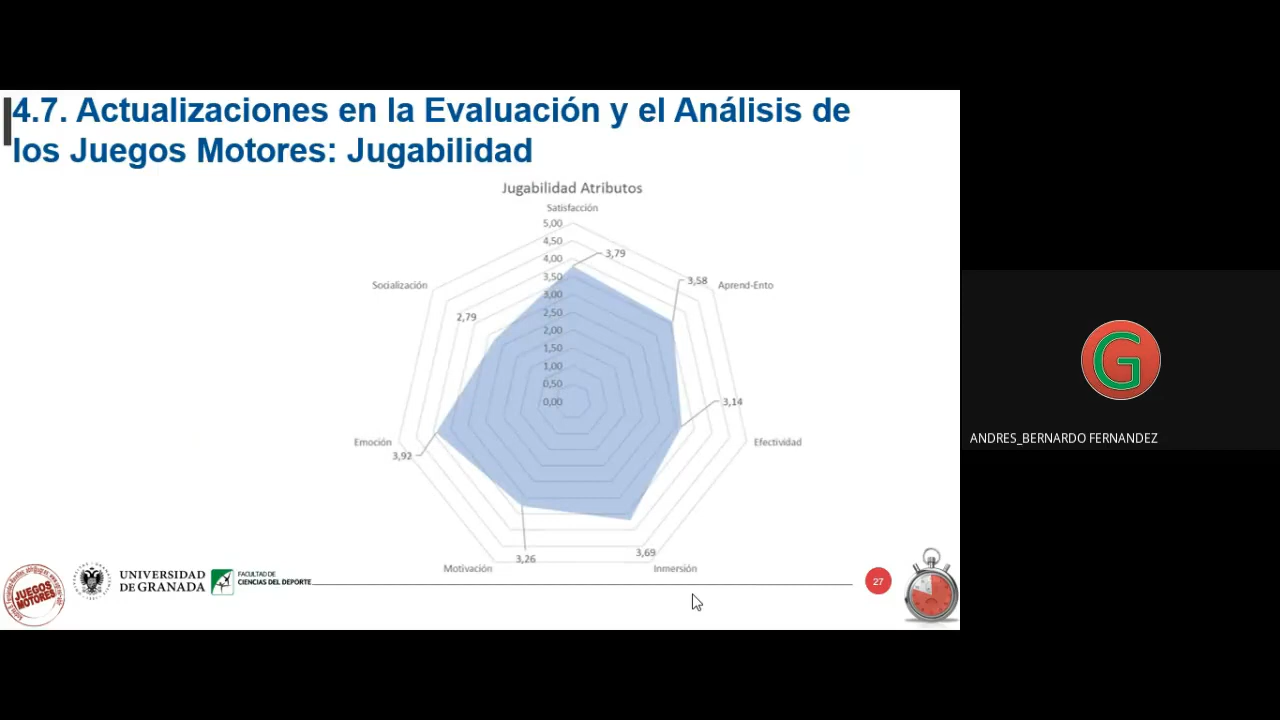 4.7. Actualizaciones en la Evaluación y el Análisis de
los Juegos Motores: Jugabilidad
Jugabilidad Atributos
Satisfacción
5,00
4,50
4,00
3,50
3,00
2,50
2,00
1,50
1,00
0,50
0,00
3,79
3,58
Aprend-Ento
3,14
Efectividad
3,69
Inmersión
3,26
Motivación
Emoción
3,92
Socialización
2,79
JUEGOS
MOTORES
UNIVERSIDAD
DE GRANADA
FACULTAD DE
CIENCIAS DEL DEPORTE
27
G
ANDRES_BERNARDO FERNANDEZ